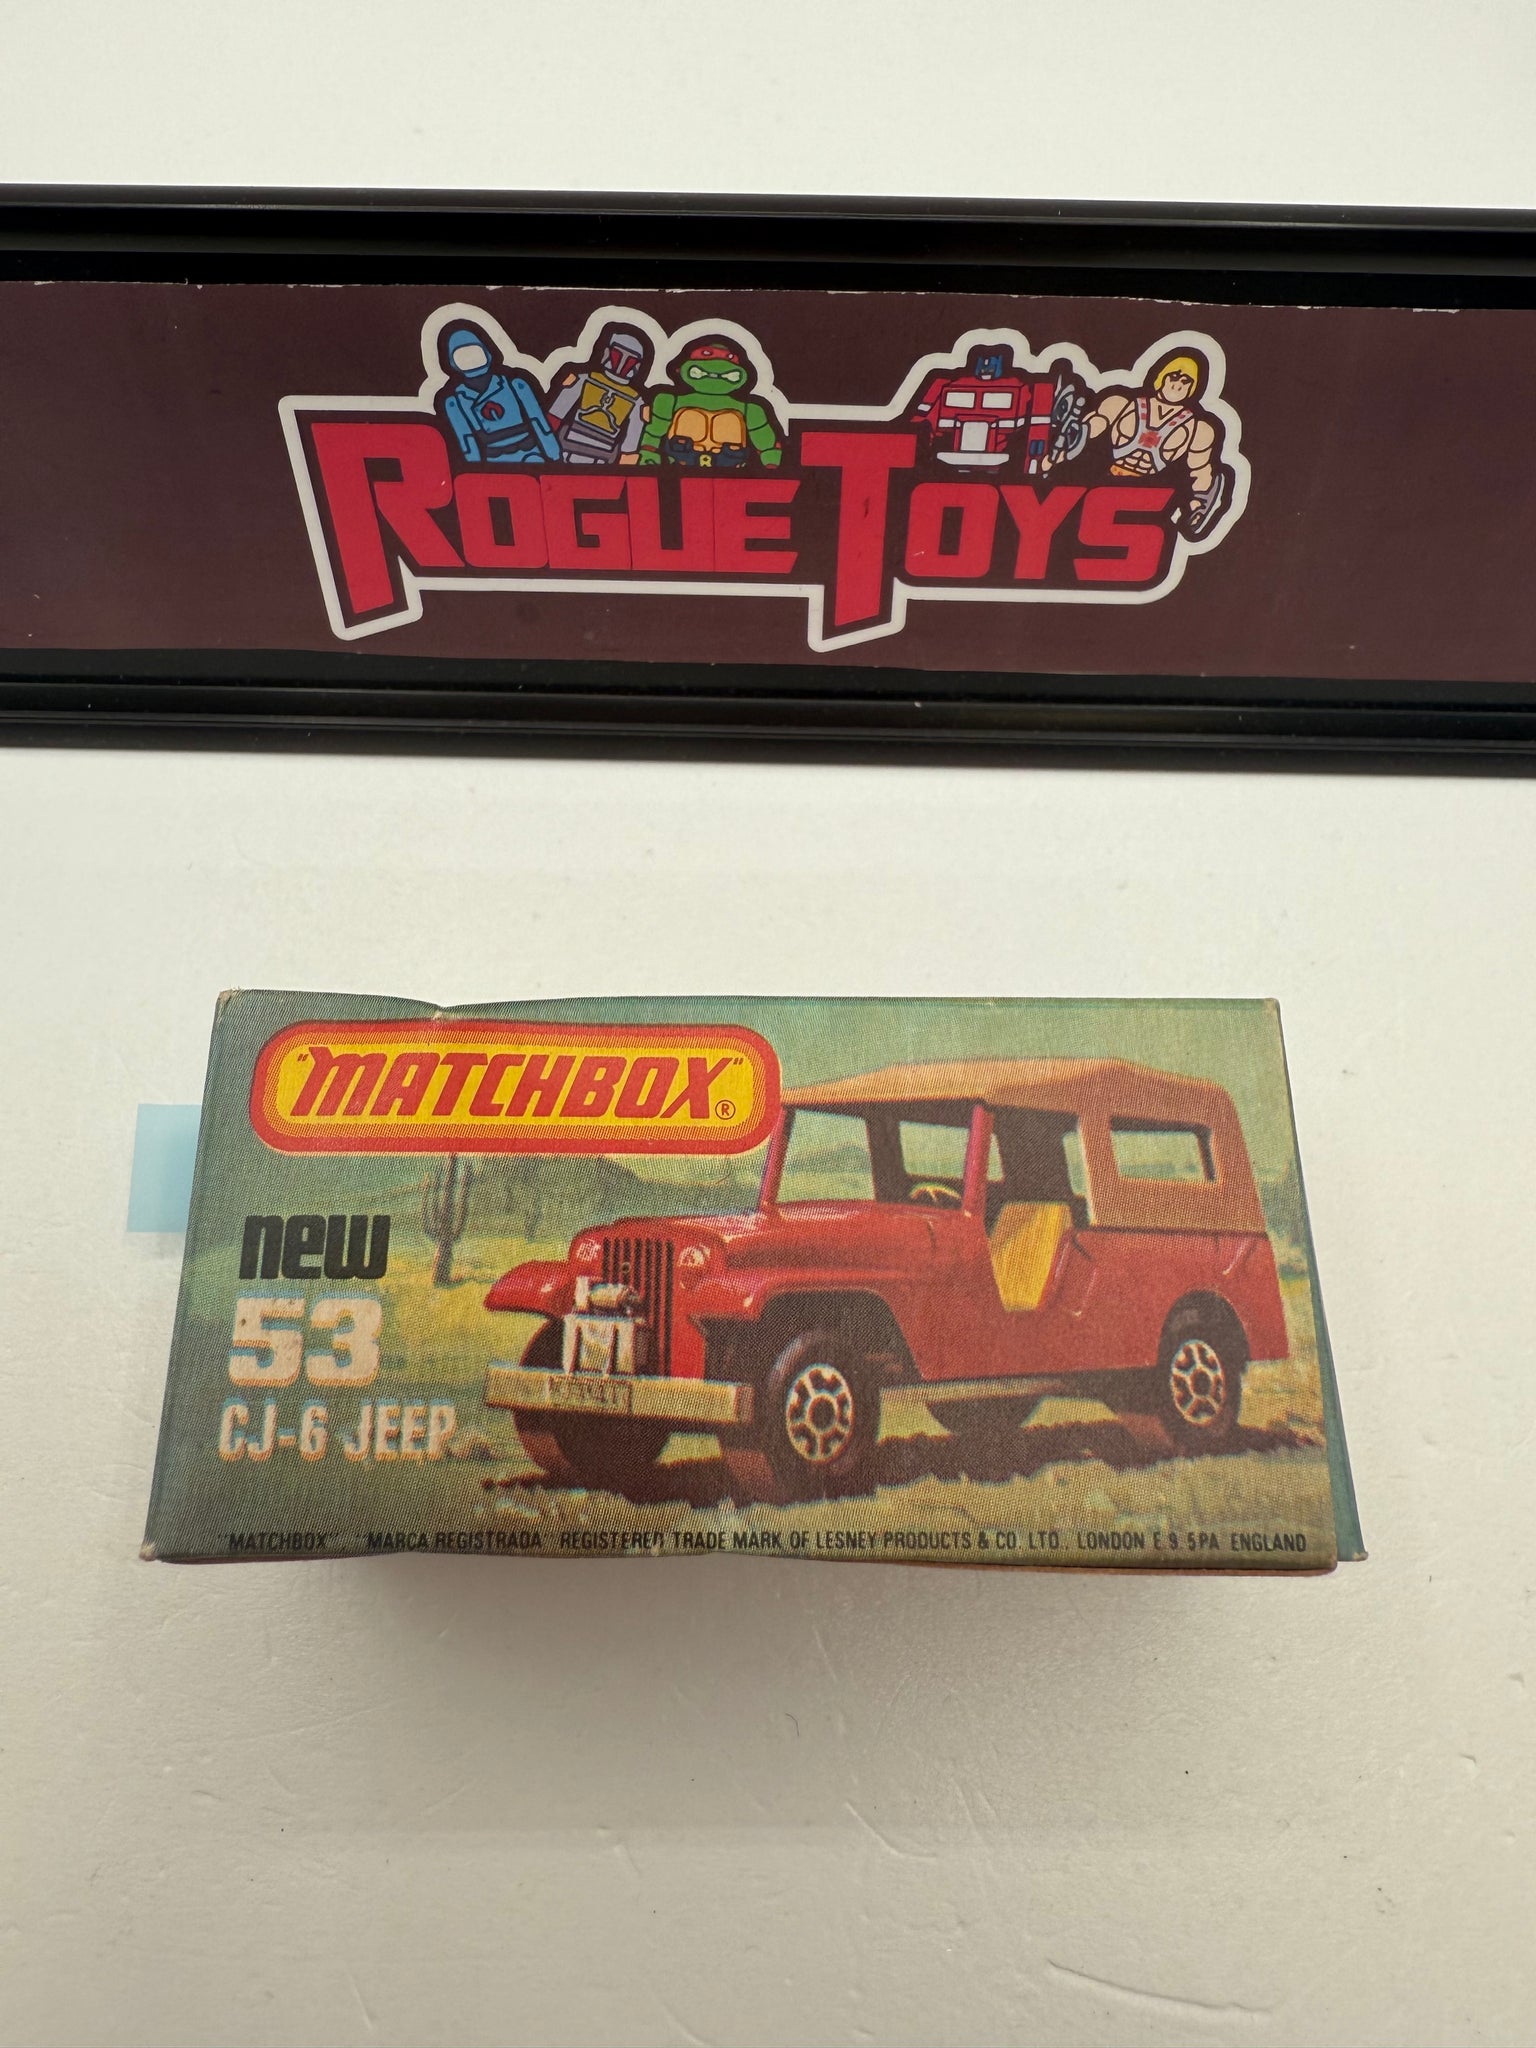 ROGUE TOYS
"MATCHBOX"®
new
53
CJ-6 JEEP
"MATCHBOX", "MARCA REGISTRADA" REGISTERED TRADE MARK OF LESNEY PRODUCTS & CO. LTD., LONDON E.9. 5PA ENGLAND